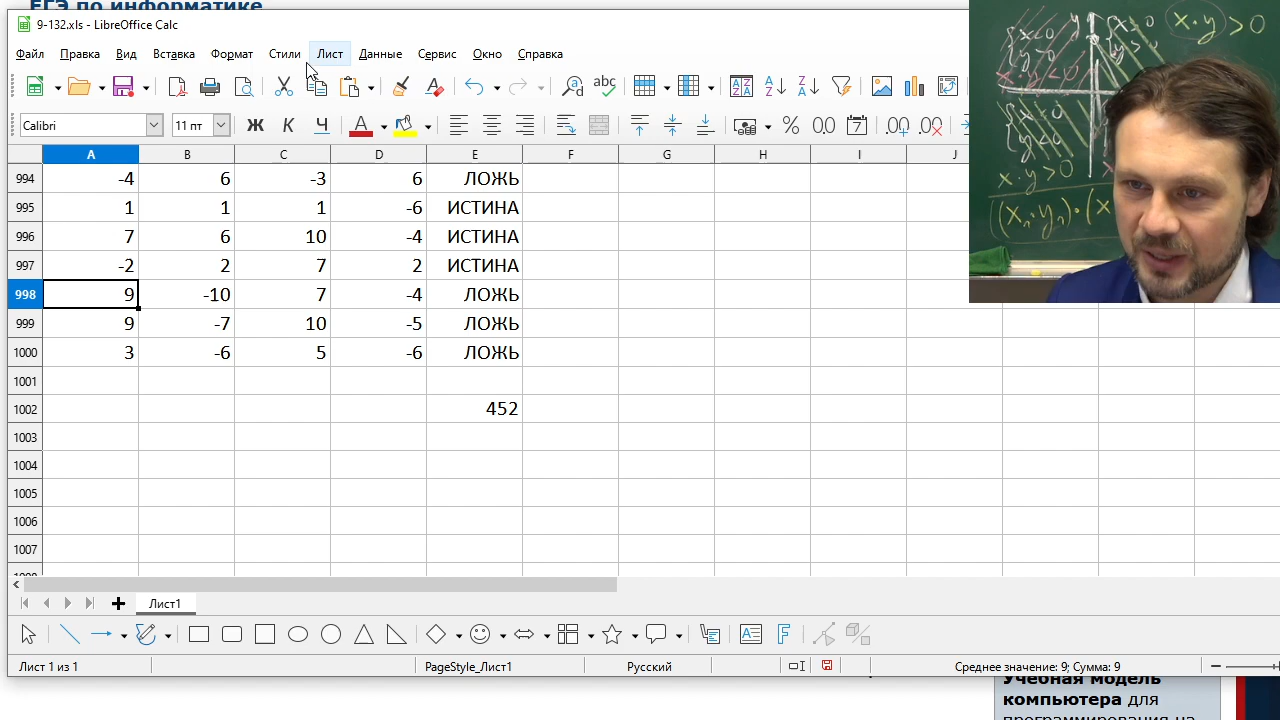 ЕГЭ по информатике
9-132.xls - LibreOffice Calc
Файл Правка Вид Вставка Формат Стили Лист Данные Сервис Окно Справка
Calibri 11 пт Ж К Ч
A B C D E F G H I J
994 -4 6 -3 6 ЛОЖЬ
995 1 1 1 -6 ИСТИНА
996 7 6 10 -4 ИСТИНА
997 -2 2 7 2 ИСТИНА
998 9 -10 7 -4 ЛОЖЬ
999 9 -7 10 -5 ЛОЖЬ
1000 3 -6 5 -6 ЛОЖЬ
1001
1002 452
1003
1004
1005
1006
1007
Лист1
Лист 1 из 1 PageStyle_Лист1 Русский Среднее значение: 9; Сумма: 9
Учебная модель
компьютера для
программирования на
x·y>0
x·y>0